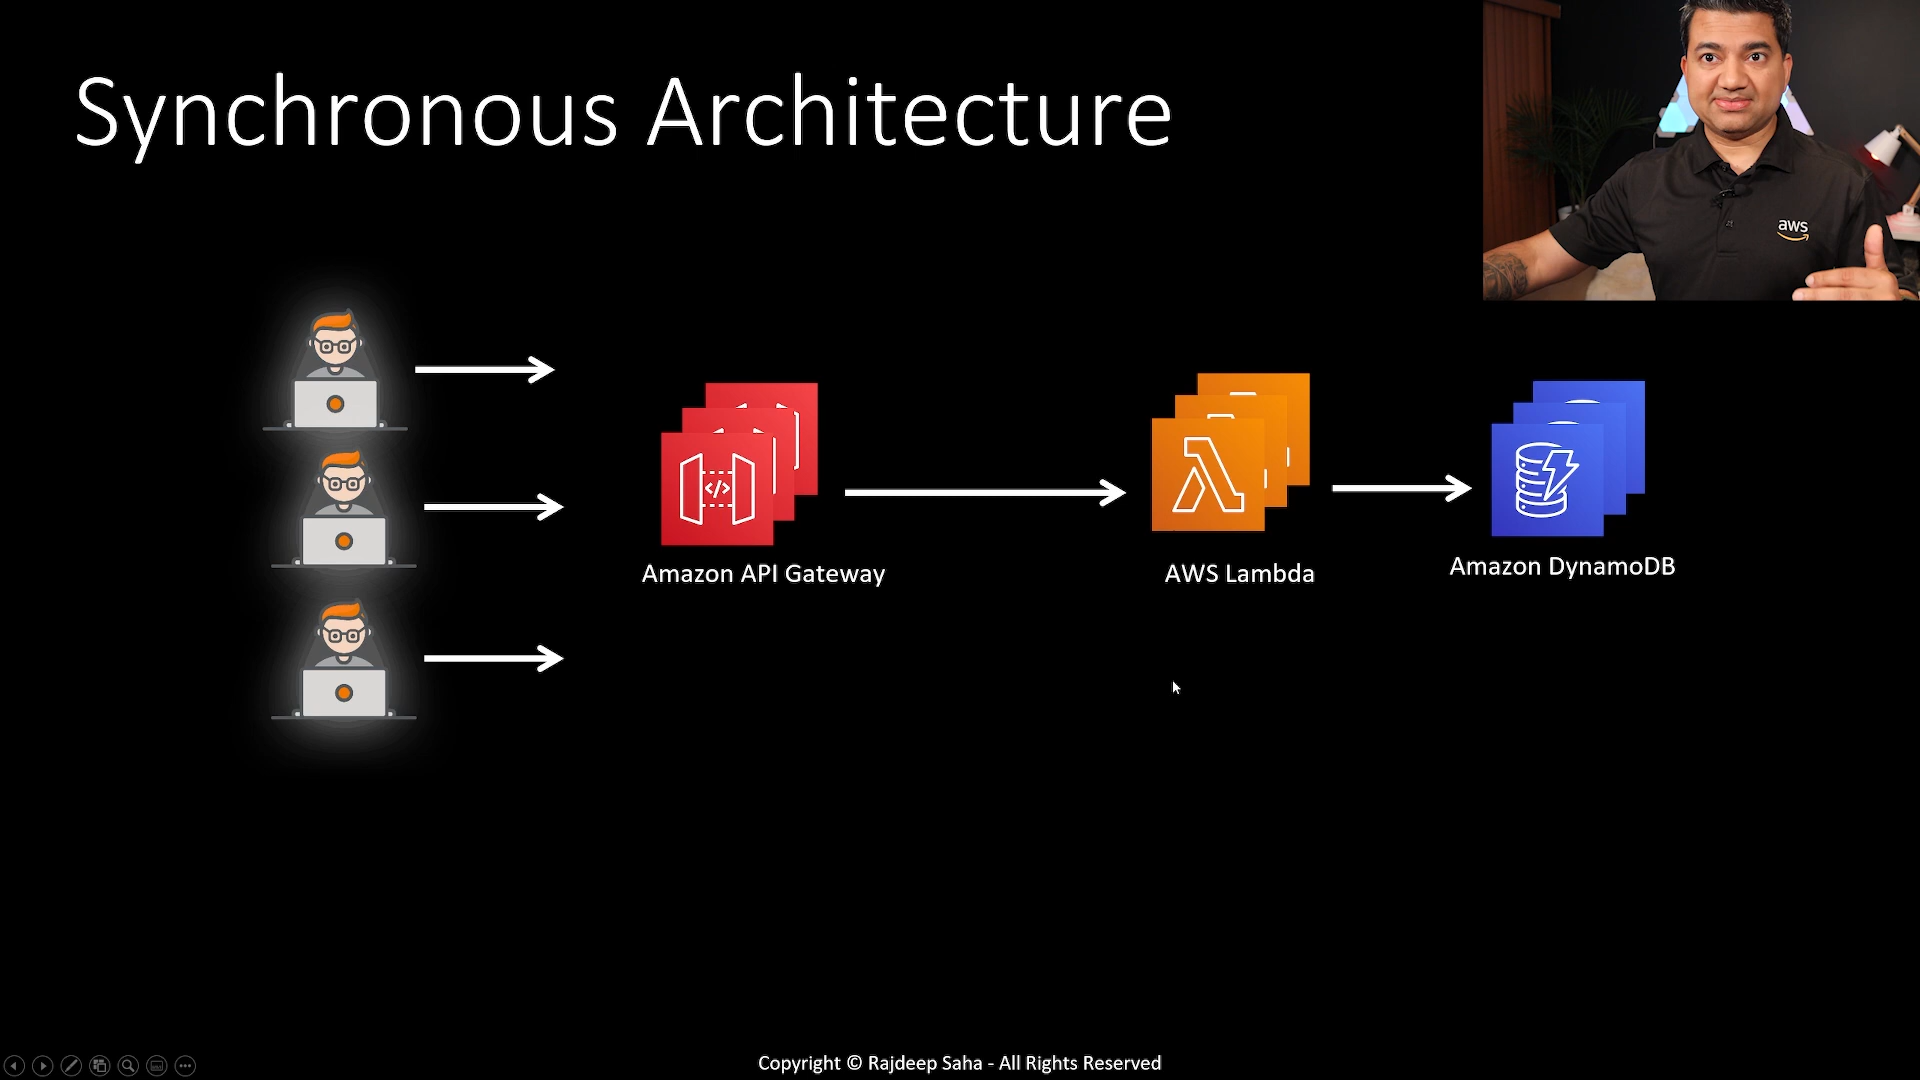 Synchronous Architecture
aws
</>
Amazon API Gateway
AWS Lambda
Amazon DynamoDB
Copyright © Rajdeep Saha - All Rights Reserved